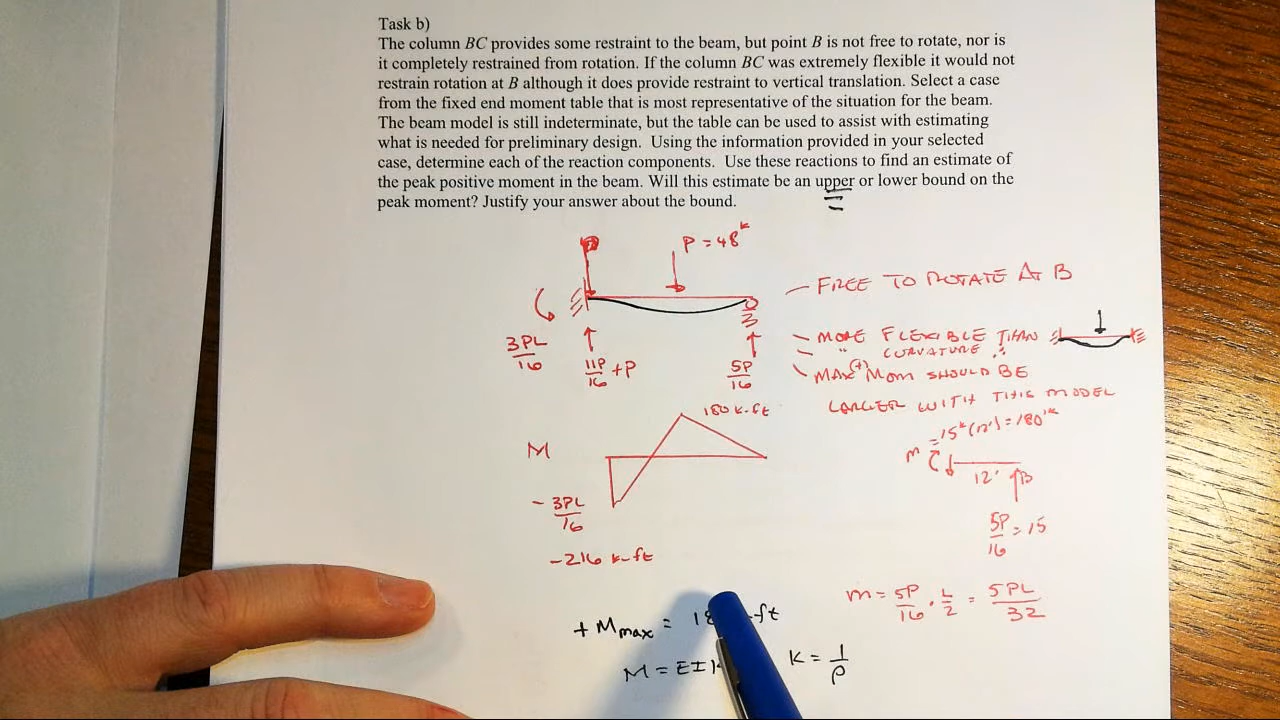 Task b)
The column BC provides some restraint to the beam, but point B is not free to rotate, nor is
it completely restrained from rotation. If the column BC was extremely flexible it would not
restrain rotation at B although it does provide restraint to vertical translation. Select a case
from the fixed end moment table that is most representative of the situation for the beam.
The beam model is still indeterminate, but the table can be used to assist with estimating
what is needed for preliminary design. Using the information provided in your selected
case, determine each of the reaction components. Use these reactions to find an estimate of
the peak positive moment in the beam. Will this estimate be an upper or lower bound on the
peak moment? Justify your answer about the bound.
P = 48 k
— FREE TO ROTATE AT B
3PL/16
11P/16 + P
5P/16
MORE FLEXIBLE THAN
" CURVATURE ∴
MAX (+) MOM SHOULD BE
LARGER WITH THIS MODEL
180 k-ft
M
- 3PL/16
-216 k-ft
M = 15k (12') = 180 'k
12' B
5P/16 = 15
M = 5P/16 · L/2 = 5PL/32
+ Mmax = ft
M = EI
K = 1/ρ